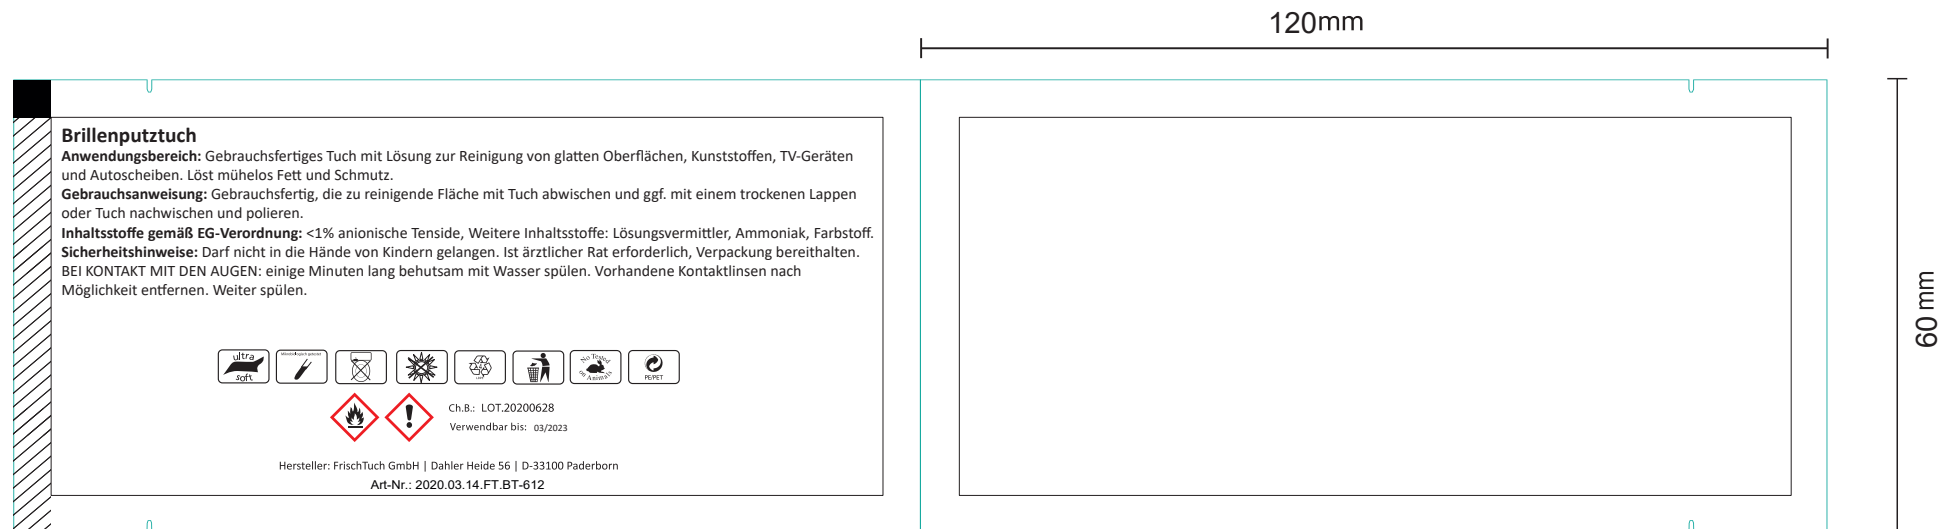 120mm
Brillenputztuch
Anwendungsbereich: Gebrauchsfertiges Tuch mit Lösung zur Reinigung von glatten Oberflächen, Kunststoffen, TV-Geräten
und Autoscheiben. Löst mühelos Fett und Schmutz.
Gebrauchsanweisung: Gebrauchsfertig, die zu reinigende Fläche mit Tuch abwischen und ggf. mit einem trockenen Lappen
oder Tuch nachwischen und polieren.
Inhaltsstoffe gemäß EG-Verordnung: <1% anionische Tenside, Weitere Inhaltsstoffe: Lösungsvermittler, Ammoniak, Farbstoff.
Sicherheitshinweise: Darf nicht in die Hände von Kindern gelangen. Ist ärztlicher Rat erforderlich, Verpackung bereithalten.
BEI KONTAKT MIT DEN AUGEN: einige Minuten lang behutsam mit Wasser spülen. Vorhandene Kontaktlinsen nach
Möglichkeit entfernen. Weiter spülen.
60 mm
ultra
soft
No Tested
on Animals
PE/PET
Ch.B.: LOT.20200628
Verwendbar bis: 03/2023
Hersteller: FrischTuch GmbH | Dahler Heide 56 | D-33100 Paderborn
Art-Nr.: 2020.03.14.FT.BT-612